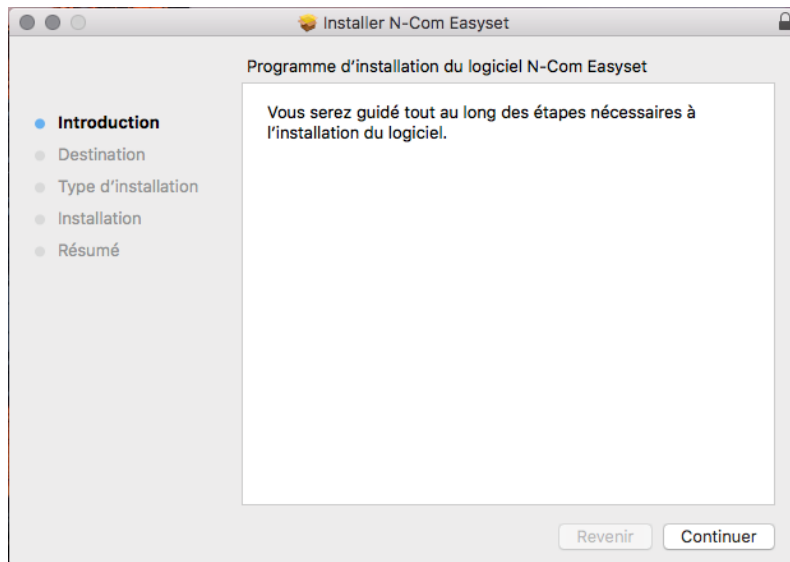 Installer N-Com Easyset
Programme d’installation du logiciel N-Com Easyset
Introduction
Destination
Type d’installation
Installation
Résumé
Vous serez guidé tout au long des étapes nécessaires à
l’installation du logiciel.
Revenir
Continuer